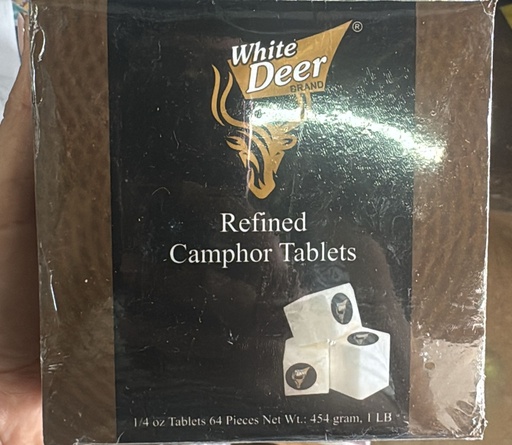 White
Deer
BRAND
®
Refined
Camphor Tablets
1/4 oz Tablets 64 Pieces Net Wt.: 454 gram, 1 LB